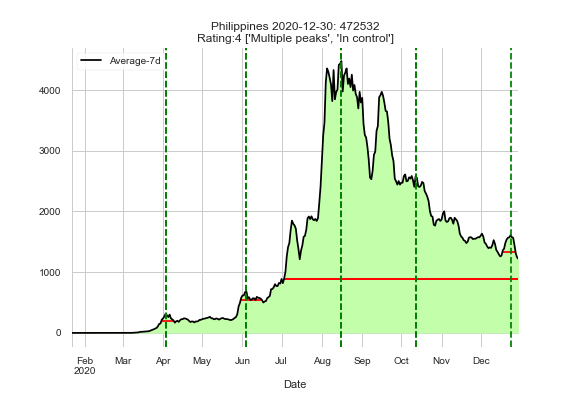 Philippines 2020-12-30: 472532
Rating:4 ['Multiple peaks', 'In control']
Average-7d
4000
3000
2000
1000
0
Feb Mar Apr May Jun Jul Aug Sep Oct Nov Dec
2020
Date